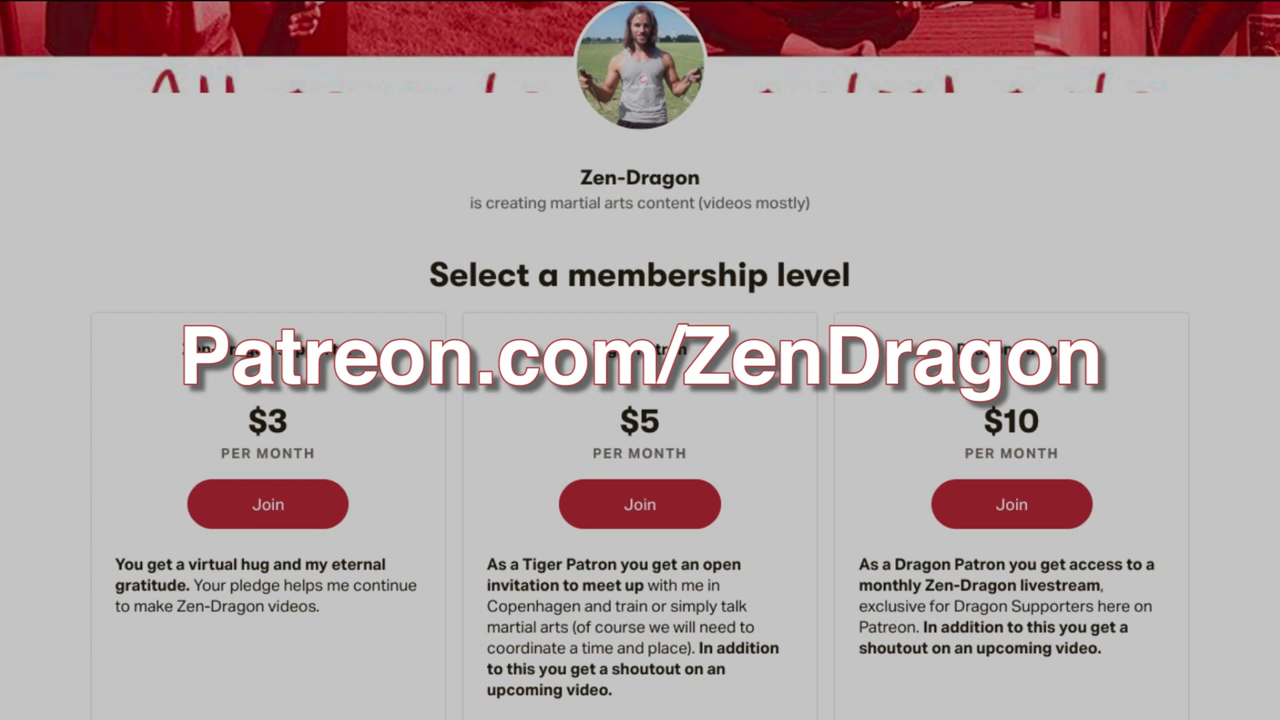 Zen-Dragon
is creating martial arts content (videos mostly)
Select a membership level
Patreon.com/ZenDragon
$3
PER MONTH
Join
You get a virtual hug and my eternal
gratitude. Your pledge helps me continue
to make Zen-Dragon videos.
$5
PER MONTH
Join
As a Tiger Patron you get an open
invitation to meet up with me in
Copenhagen and train or simply talk
martial arts (of course we will need to
coordinate a time and place). In addition
to this you get a shoutout on an
upcoming video.
$10
PER MONTH
Join
As a Dragon Patron you get access to a
monthly Zen-Dragon livestream,
exclusive for Dragon Supporters here on
Patreon. In addition to this you get a
shoutout on an upcoming video.